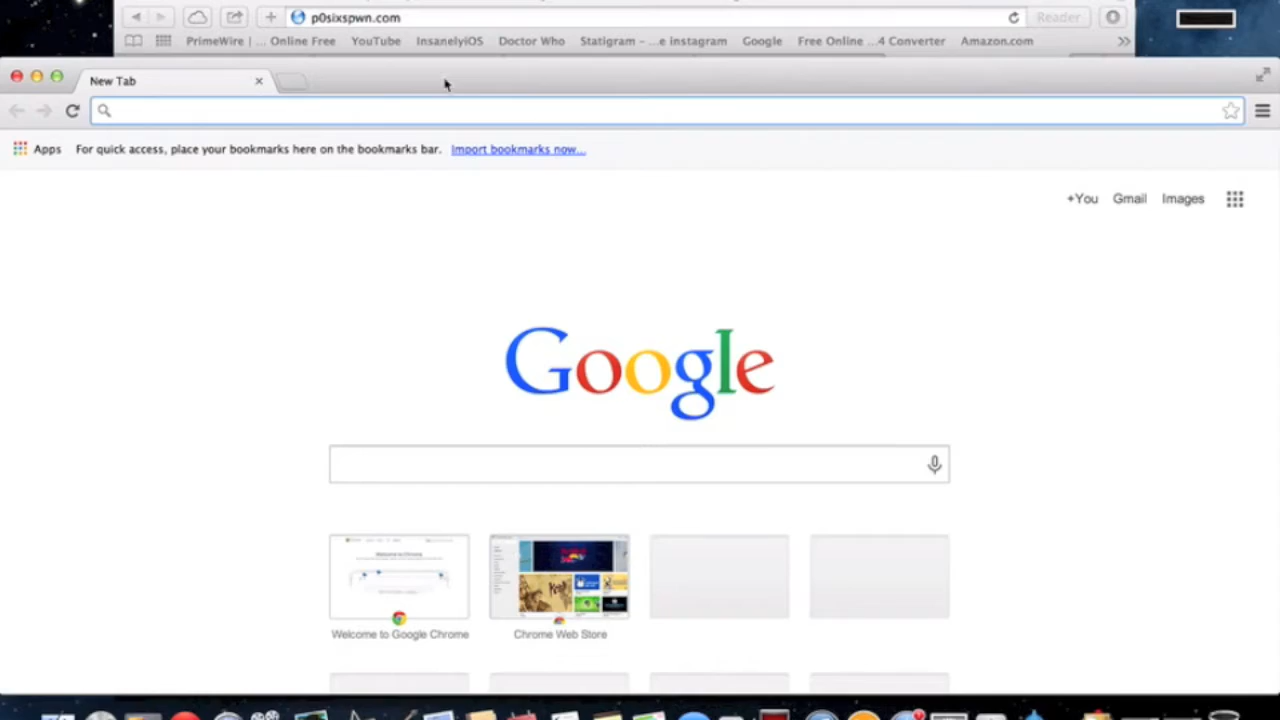 p0sixspwn.com
Reader
PrimeWire | ... Online Free YouTube InsanelyiOS Doctor Who Statigram – ...e instagram Google Free Online ...4 Converter Amazon.com >>
New Tab
Apps For quick access, place your bookmarks here on the bookmarks bar. Import bookmarks now...
+You Gmail Images
Google
Welcome to Google Chrome Chrome Web Store